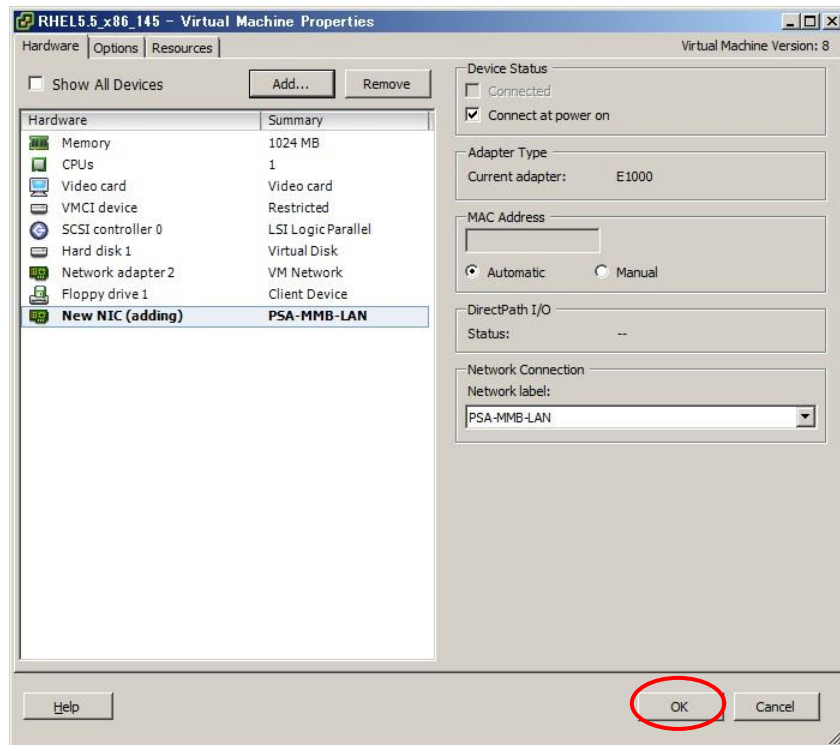 RHEL5.5_x86_145 - Virtual Machine Properties
Hardware Options Resources Virtual Machine Version: 8
Show All Devices Add... Remove
Hardware Summary
Memory 1024 MB
CPUs 1
Video card Video card
VMCI device Restricted
SCSI controller 0 LSI Logic Parallel
Hard disk 1 Virtual Disk
Network adapter 2 VM Network
Floppy drive 1 Client Device
New NIC (adding) PSA-MMB-LAN
Device Status
Connected
Connect at power on
Adapter Type
Current adapter: E1000
MAC Address
Automatic Manual
DirectPath I/O
Status: --
Network Connection
Network label:
PSA-MMB-LAN
Help OK Cancel